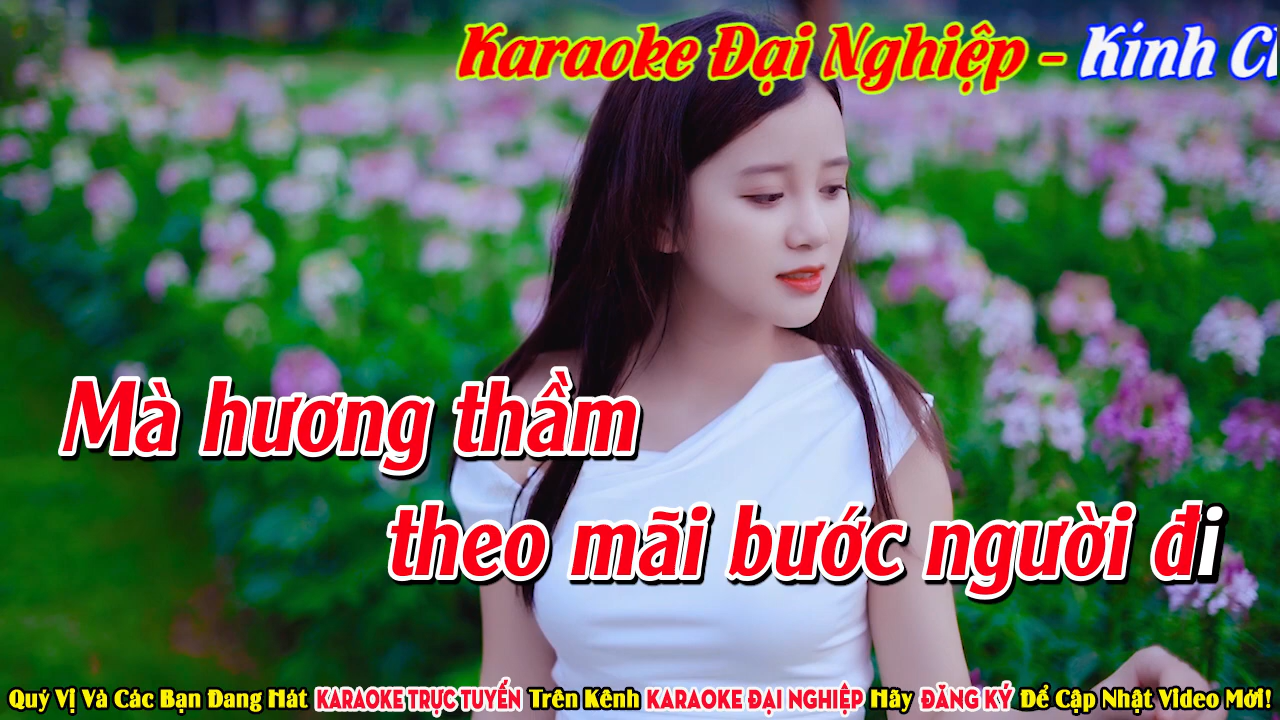 Karaoke Đại Nghiệp - Kính
Mà hương thầm
theo mãi bước người đi
Quý Vị Và Các Bạn Đang Hát KARAOKE TRỰC TUYẾN Trên Kênh KARAOKE ĐẠI NGHIỆP Hãy ĐĂNG KÝ Để Cập Nhật Video Mới!